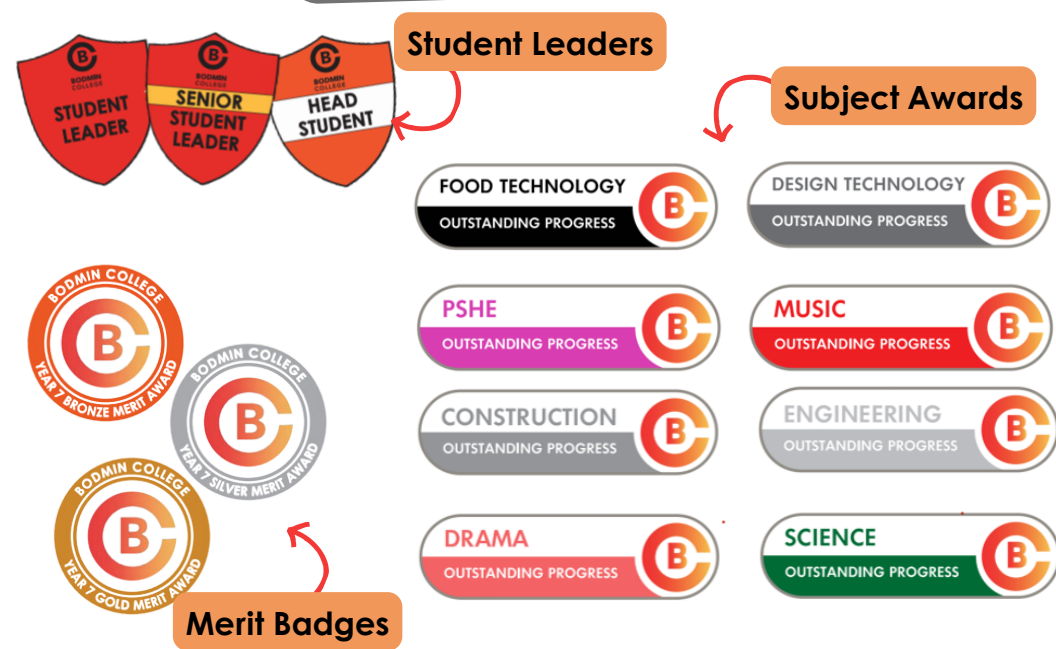 Student Leaders
BODMIN
COLLEGE
STUDENT
LEADER
BODMIN
COLLEGE
SENIOR
STUDENT
LEADER
BODMIN
COLLEGE
HEAD
STUDENT
Subject Awards
FOOD TECHNOLOGY
OUTSTANDING PROGRESS
B
DESIGN TECHNOLOGY
OUTSTANDING PROGRESS
B
PSHE
OUTSTANDING PROGRESS
B
MUSIC
OUTSTANDING PROGRESS
B
CONSTRUCTION
OUTSTANDING PROGRESS
B
ENGINEERING
OUTSTANDING PROGRESS
B
DRAMA
OUTSTANDING PROGRESS
B
SCIENCE
OUTSTANDING PROGRESS
B
BODMIN COLLEGE
B
YEAR 7 BRONZE MERIT AWARD
BODMIN COLLEGE
B
YEAR 7 SILVER MERIT AWARD
BODMIN COLLEGE
B
YEAR 7 GOLD MERIT AWARD
Merit Badges